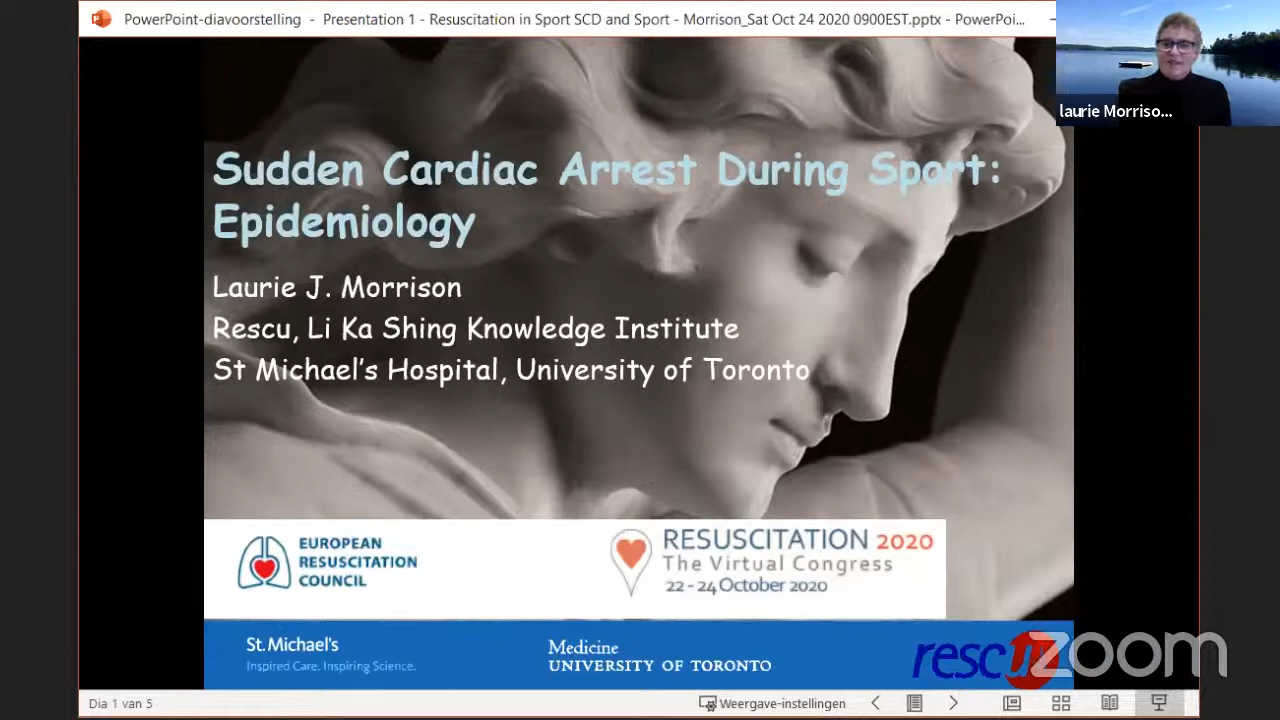 PowerPoint-diavoorstelling - Presentation 1 - Resuscitation in Sport SCD and Sport - Morrison_Sat Oct 24 2020 0900EST.pptx - PowerPoi...
laurie Morriso...
Sudden Cardiac Arrest During Sport:
Epidemiology
Laurie J. Morrison
Rescu, Li Ka Shing Knowledge Institute
St Michael's Hospital, University of Toronto
EUROPEAN
RESUSCITATION
COUNCIL
RESUSCITATION 2020
The Virtual Congress
22 - 24 October 2020
St. Michael's
Inspired Care. Inspiring Science.
Medicine
UNIVERSITY OF TORONTO
rescu
zoom
Dia 1 van 5
Weergave-instellingen